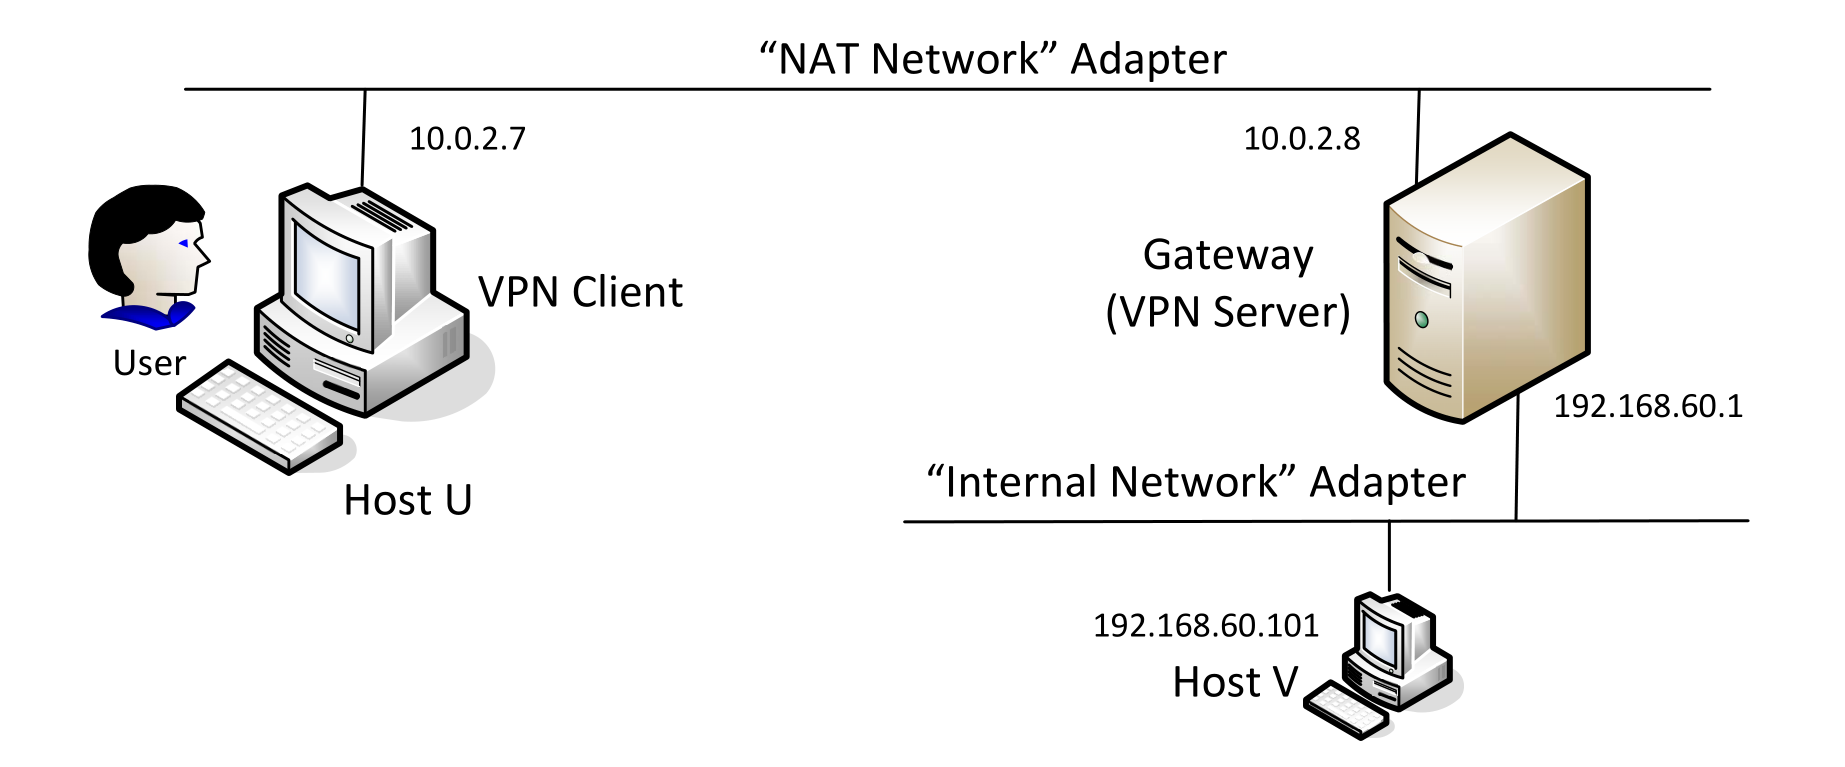 “NAT Network” Adapter
10.0.2.7
10.0.2.8
Gateway
(VPN Server)
VPN Client
User
192.168.60.1
“Internal Network” Adapter
Host U
192.168.60.101
Host V